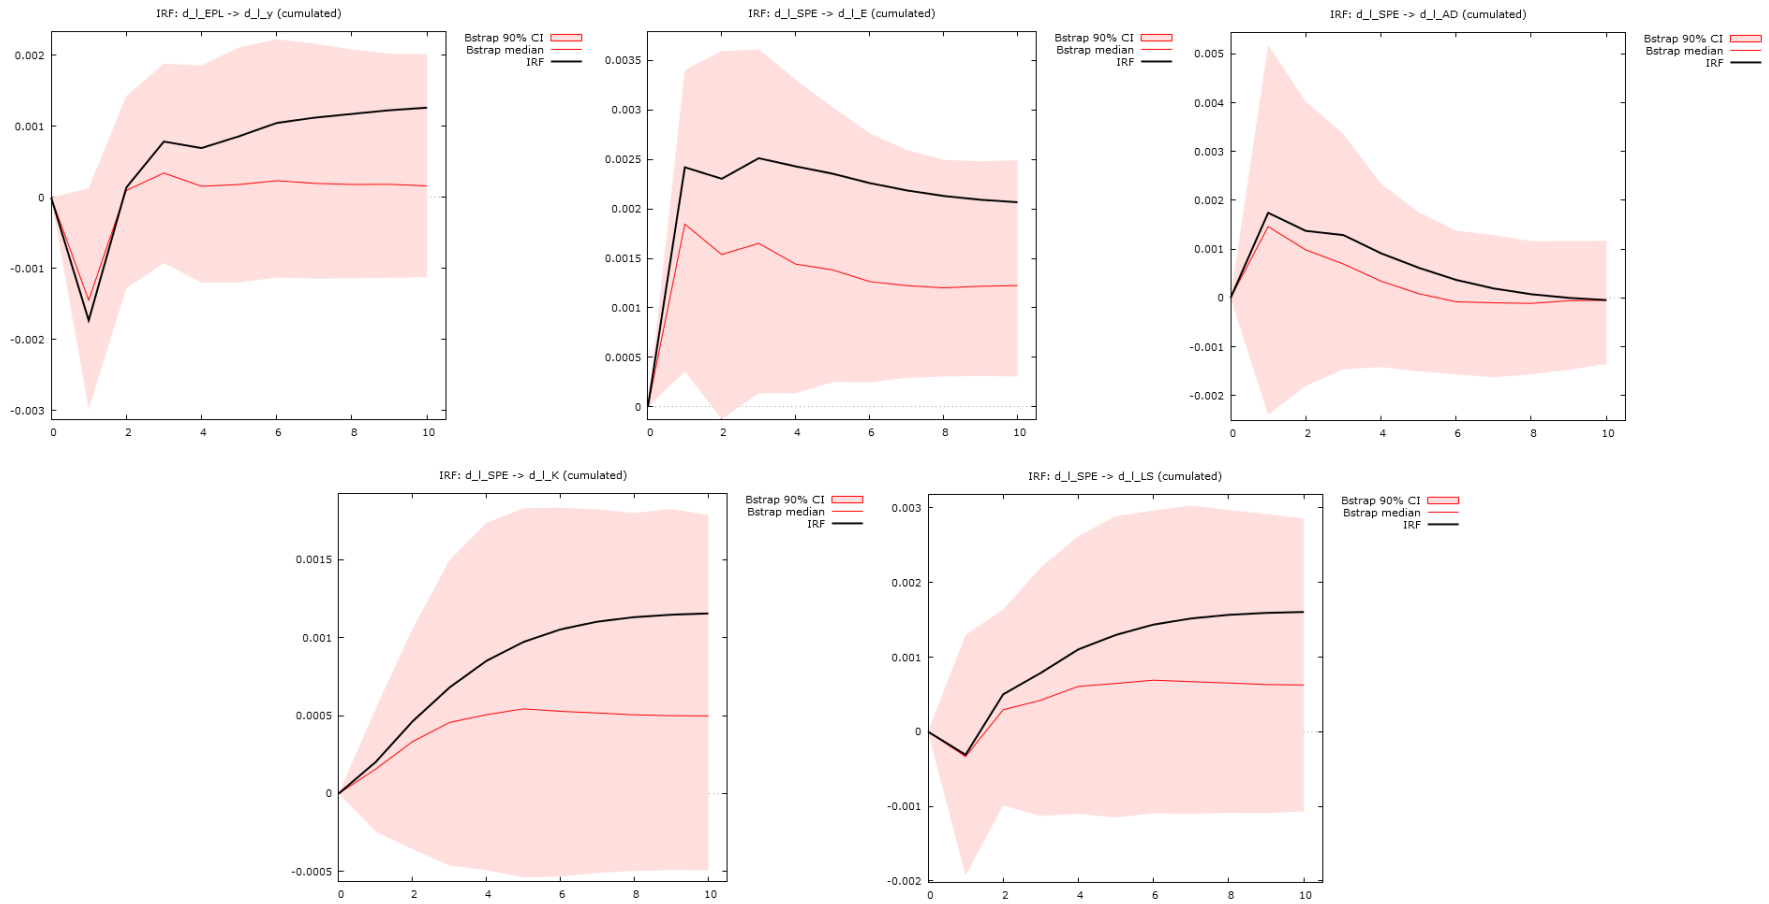 IRF: d_l_EPL -> d_l_y (cumulated)
Bstrap 90% CI
Bstrap median
IRF
0.002
0.001
0
-0.001
-0.002
-0.003
0 2 4 6 8 10
IRF: d_l_SPE -> d_l_E (cumulated)
Bstrap 90% CI
Bstrap median
IRF
0.0035
0.003
0.0025
0.002
0.0015
0.001
0.0005
0
0 2 4 6 8 10
IRF: d_l_SPE -> d_l_AD (cumulated)
Bstrap 90% CI
Bstrap median
IRF
0.005
0.004
0.003
0.002
0.001
0
-0.001
-0.002
0 2 4 6 8 10
IRF: d_l_SPE -> d_l_K (cumulated)
Bstrap 90% CI
Bstrap median
IRF
0.0015
0.001
0.0005
0
-0.0005
0 2 4 6 8 10
IRF: d_l_SPE -> d_l_LS (cumulated)
Bstrap 90% CI
Bstrap median
IRF
0.003
0.002
0.001
0
-0.001
-0.002
0 2 4 6 8 10